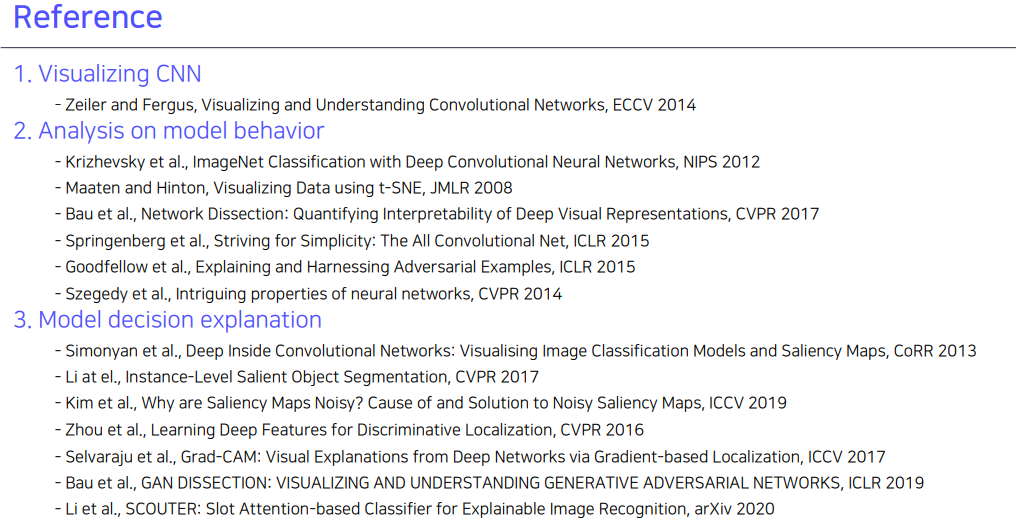 Reference
1. Visualizing CNN
- Zeiler and Fergus, Visualizing and Understanding Convolutional Networks, ECCV 2014
2. Analysis on model behavior
- Krizhevsky et al., ImageNet Classification with Deep Convolutional Neural Networks, NIPS 2012
- Maaten and Hinton, Visualizing Data using t-SNE, JMLR 2008
- Bau et al., Network Dissection: Quantifying Interpretability of Deep Visual Representations, CVPR 2017
- Springenberg et al., Striving for Simplicity: The All Convolutional Net, ICLR 2015
- Goodfellow et al., Explaining and Harnessing Adversarial Examples, ICLR 2015
- Szegedy et al., Intriguing properties of neural networks, CVPR 2014
3. Model decision explanation
- Simonyan et al., Deep Inside Convolutional Networks: Visualising Image Classification Models and Saliency Maps, CoRR 2013
- Li at el., Instance-Level Salient Object Segmentation, CVPR 2017
- Kim et al., Why are Saliency Maps Noisy? Cause of and Solution to Noisy Saliency Maps, ICCV 2019
- Zhou et al., Learning Deep Features for Discriminative Localization, CVPR 2016
- Selvaraju et al., Grad-CAM: Visual Explanations from Deep Networks via Gradient-based Localization, ICCV 2017
- Bau et al., GAN DISSECTION: VISUALIZING AND UNDERSTANDING GENERATIVE ADVERSARIAL NETWORKS, ICLR 2019
- Li et al., SCOUTER: Slot Attention-based Classifier for Explainable Image Recognition, arXiv 2020